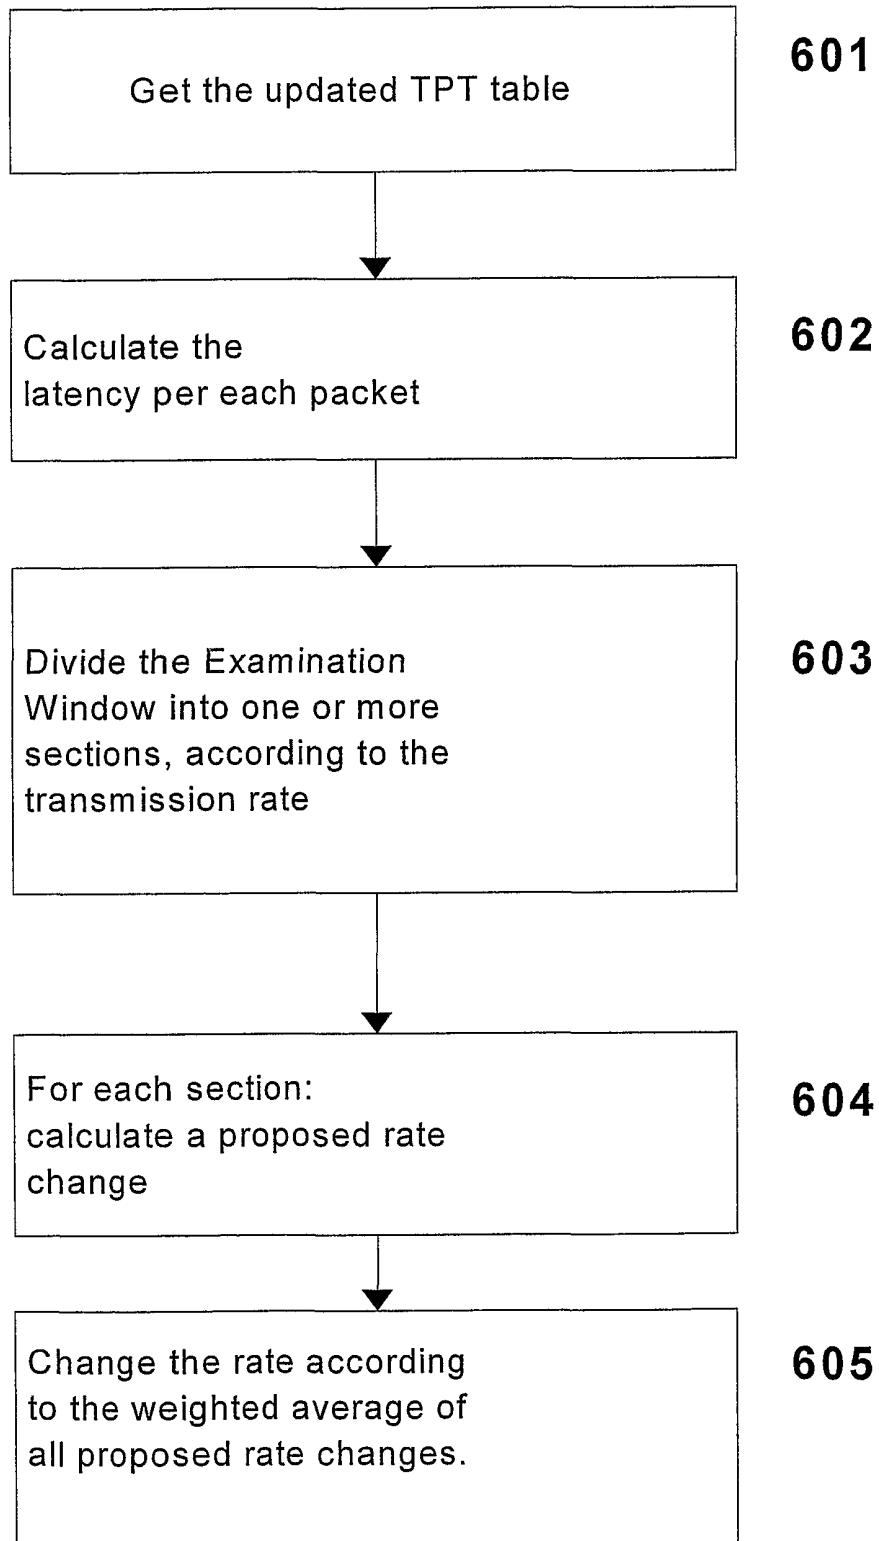 601
Get the updated TPT table
602
Calculate the
latency per each packet
603
Divide the Examination
Window into one or more
sections, according to the
transmission rate
604
For each section:
calculate a proposed rate
change
605
Change the rate according
to the weighted average of
all proposed rate changes.